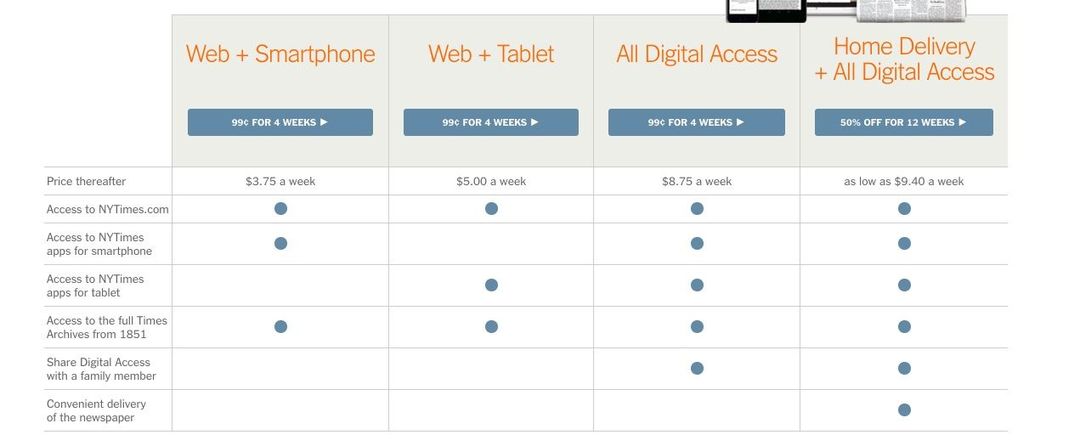 Web + Smartphone
Web + Tablet
All Digital Access
Home Delivery
+ All Digital Access
99¢ FOR 4 WEEKS ▶
99¢ FOR 4 WEEKS ▶
99¢ FOR 4 WEEKS ▶
50% OFF FOR 12 WEEKS ▶
Price thereafter
$3.75 a week
$5.00 a week
$8.75 a week
as low as $9.40 a week
Access to NYTimes.com
Access to NYTimes
apps for smartphone
Access to NYTimes
apps for tablet
Access to the full Times
Archives from 1851
Share Digital Access
with a family member
Convenient delivery
of the newspaper